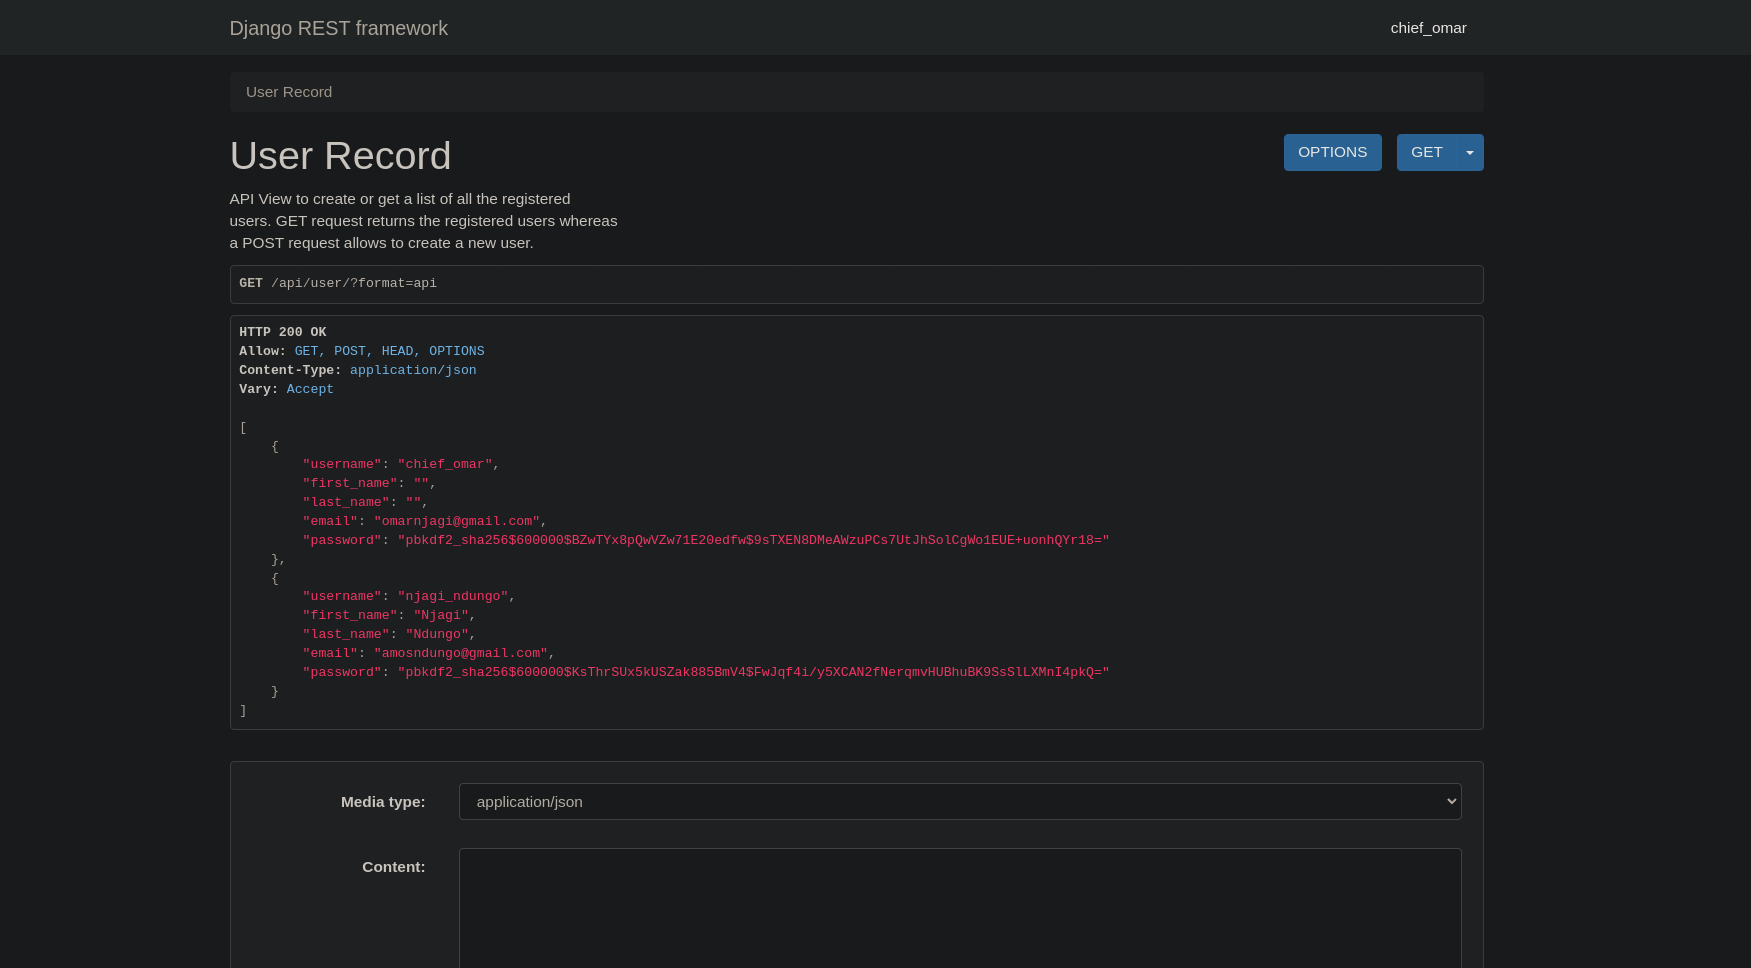 Django REST framework
chief_omar
User Record
User Record
OPTIONS
GET
API View to create or get a list of all the registered
users. GET request returns the registered users whereas
a POST request allows to create a new user.
GET /api/user/?format=api
HTTP 200 OK
Allow: GET, POST, HEAD, OPTIONS
Content-Type: application/json
Vary: Accept
[
    {
        "username": "chief_omar",
        "first_name": "",
        "last_name": "",
        "email": "omarnjagi@gmail.com",
        "password": "pbkdf2_sha256$600000$BZwTYx8pQwVZw71E20edfw$9sTXEN8DMeAWzuPCs7UtJhSolCgWo1EUE+uonhQYr18="
    },
    {
        "username": "njagi_ndungo",
        "first_name": "Njagi",
        "last_name": "Ndungo",
        "email": "amosndungo@gmail.com",
        "password": "pbkdf2_sha256$600000$KsThrSUx5kUSZak885BmV4$FwJqf4i/y5XCAN2fNerqmvHUBhuBK9SsSlLXMnI4pkQ="
    }
]
Media type:
application/json
Content: